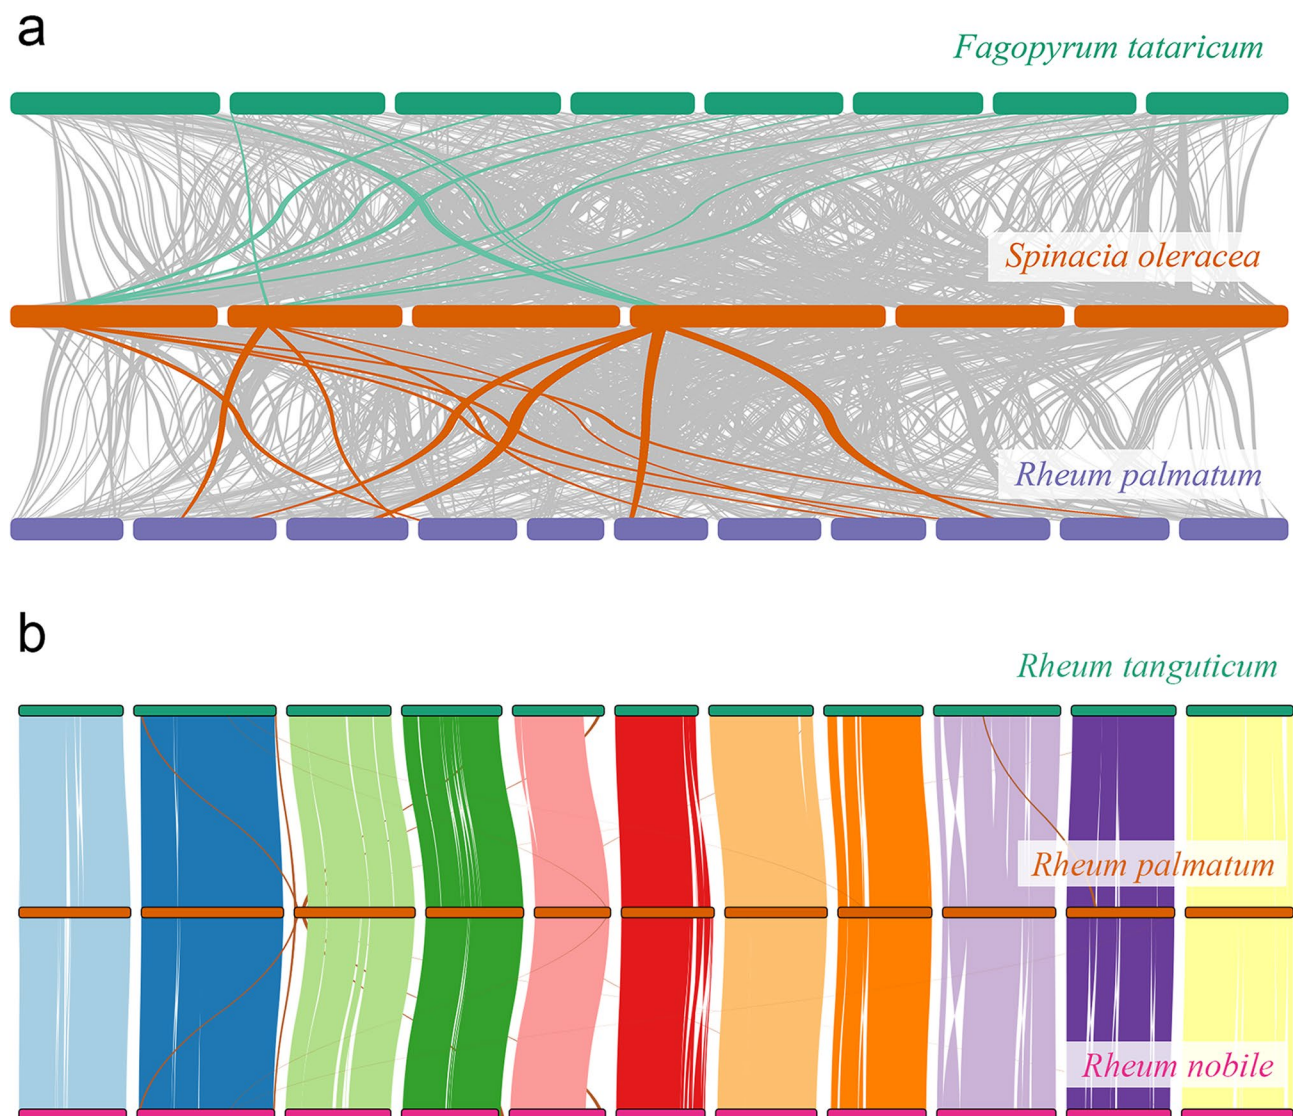 a
Fagopyrum tataricum
Spinacia oleracea
Rheum palmatum
b
Rheum tanguticum
Rheum palmatum
Rheum nobile